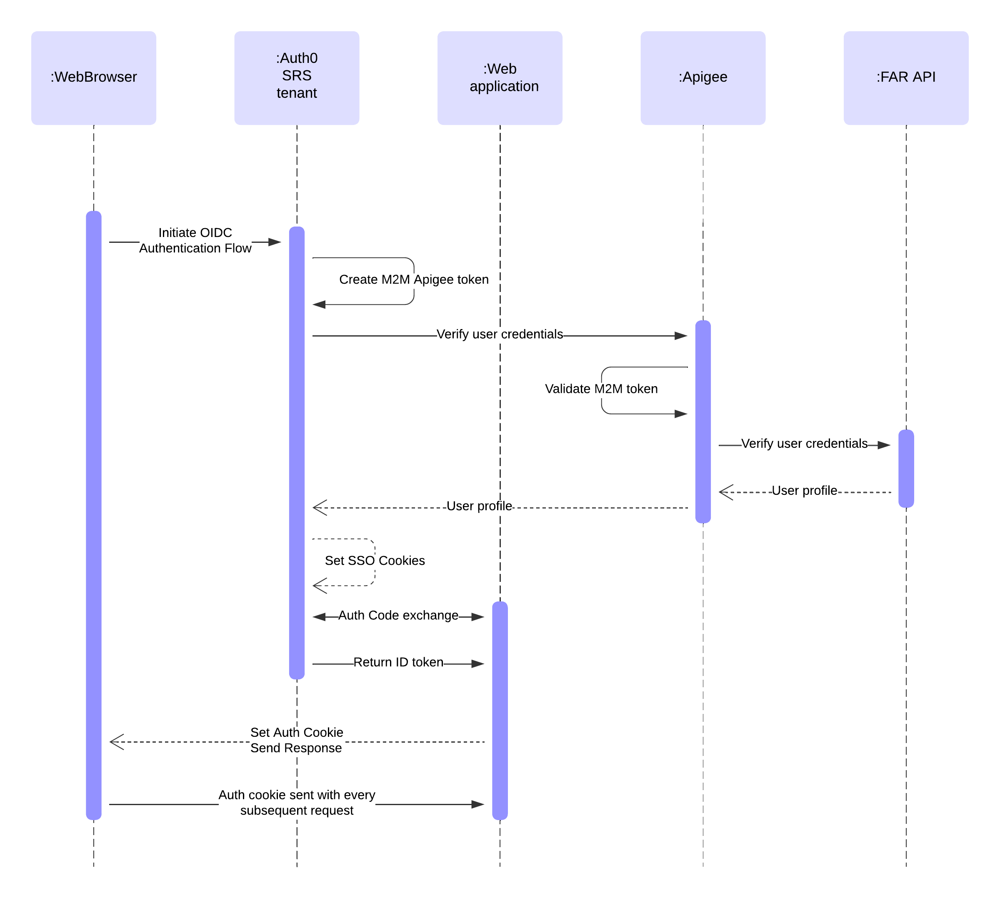 :WebBrowser
:Auth0
SRS
tenant
:Web
application
:Apigee
:FAR API
Initiate OIDC
Authentication Flow
Create M2M Apigee token
Verify user credentials
Validate M2M token
Verify user credentials
User profile
User profile
Set SSO Cookies
Auth Code exchange
Return ID token
Set Auth Cookie
Send Response
Auth cookie sent with every
subsequent request